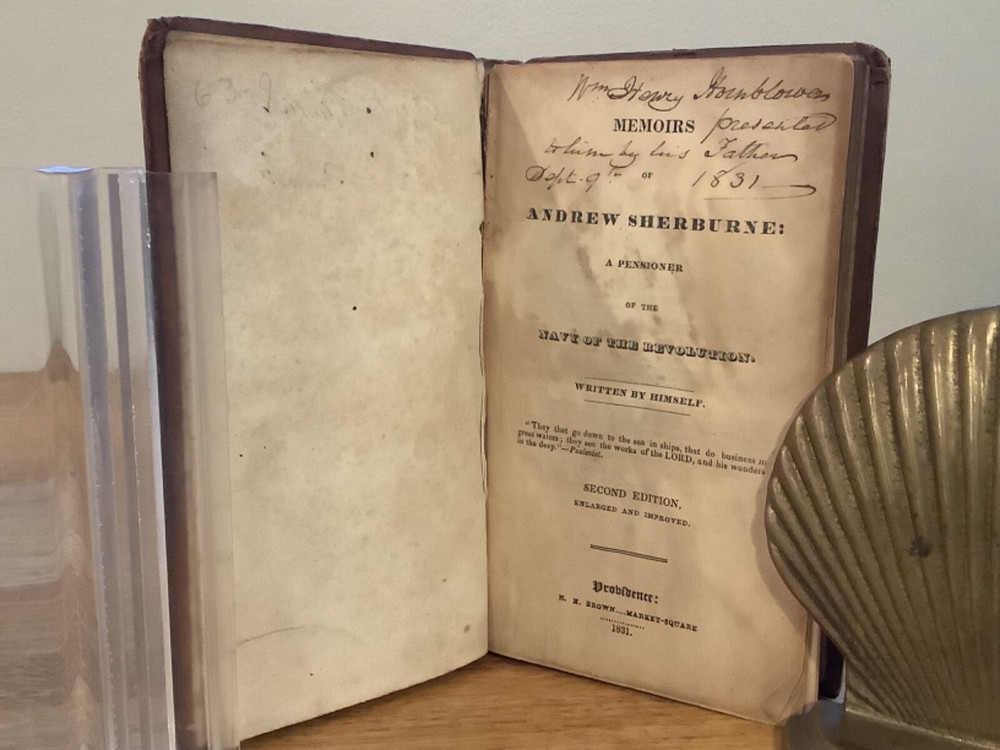 Wm Henry Hornblower
MEMOIRS presented
to him by his Father
Sept. 9th OF 1831
ANDREW SHERBURNE:
A PENSIONER
OF THE
NAVY OF THE REVOLUTION.
WRITTEN BY HIMSELF.
"They that go down to the sea in ships, that do business in
great waters; they see the works of the LORD, and his wonders
in the deep."—Psalmist.
SECOND EDITION,
ENLARGED AND IMPROVED.
Providence:
H. H. BROWN....MARKET-SQUARE
1831.